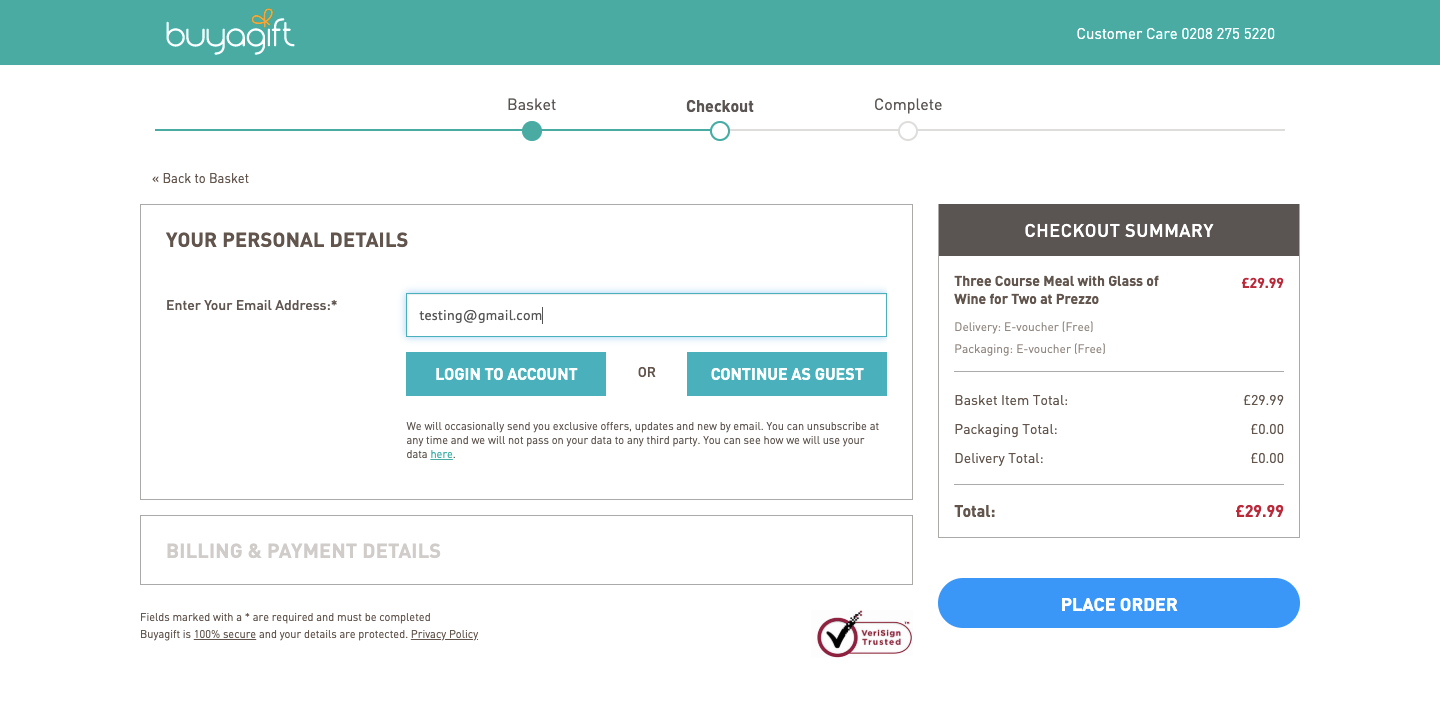 buyagift
Customer Care 0208 275 5220
Basket
Checkout
Complete
« Back to Basket
YOUR PERSONAL DETAILS
Enter Your Email Address:*
testing@gmail.com
LOGIN TO ACCOUNT
OR
CONTINUE AS GUEST
We will occasionally send you exclusive offers, updates and new by email. You can unsubscribe at
any time and we will not pass on your data to any third party. You can see how we will use your
data here.
BILLING & PAYMENT DETAILS
Fields marked with a * are required and must be completed
Buyagift is 100% secure and your details are protected. Privacy Policy
VeriSign™
Trusted
CHECKOUT SUMMARY
Three Course Meal with Glass of £29.99
Wine for Two at Prezzo
Delivery: E-voucher (Free)
Packaging: E-voucher (Free)
Basket Item Total: £29.99
Packaging Total: £0.00
Delivery Total: £0.00
Total: £29.99
PLACE ORDER